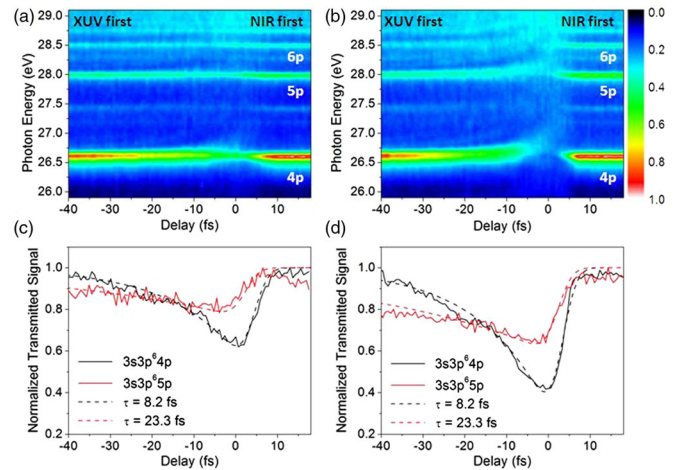 (a)
XUV first NIR first
29.0
28.5
28.0
27.5
27.0
26.5
26.0
Photon Energy (eV)
6p
5p
4p
-40 -30 -20 -10 0 10
Delay (fs)
(b)
XUV first NIR first
29.0
28.5
28.0
27.5
27.0
26.5
26.0
Photon Energy (eV)
6p
5p
4p
-40 -30 -20 -10 0 10
Delay (fs)
0.0
0.2
0.4
0.6
0.8
1.0
(c)
1.0
0.8
0.6
0.4
0.2
Normalized Transmitted Signal
3s3p⁶4p
3s3p⁶5p
τ = 8.2 fs
τ = 23.3 fs
-40 -30 -20 -10 0 10
Delay (fs)
(d)
1.0
0.8
0.6
0.4
0.2
Normalized Transmitted Signal
3s3p⁶4p
3s3p⁶5p
τ = 8.2 fs
τ = 23.3 fs
-40 -30 -20 -10 0 10
Delay (fs)